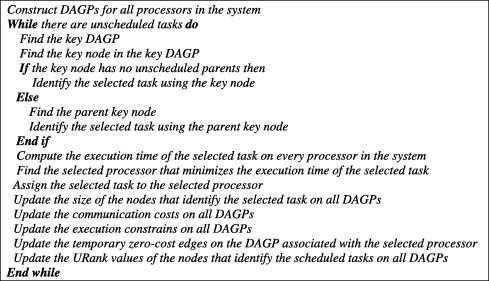 Construct DAGPs for all processors in the system
While there are unscheduled tasks do
Find the key DAGP
Find the key node in the key DAGP
If the key node has no unscheduled parents then
Identify the selected task using the key node
Else
Find the parent key node
Identify the selected task using the parent key node
End if
Compute the execution time of the selected task on every processor in the system
Find the selected processor that minimizes the execution time of the selected task
Assign the selected task to the selected processor
Update the size of the nodes that identify the selected task on all DAGPs
Update the communication costs on all DAGPs
Update the execution constrains on all DAGPs
Update the temporary zero-cost edges on the DAGP associated with the selected processor
Update the URank values of the nodes that identify the scheduled tasks on all DAGPs
End while